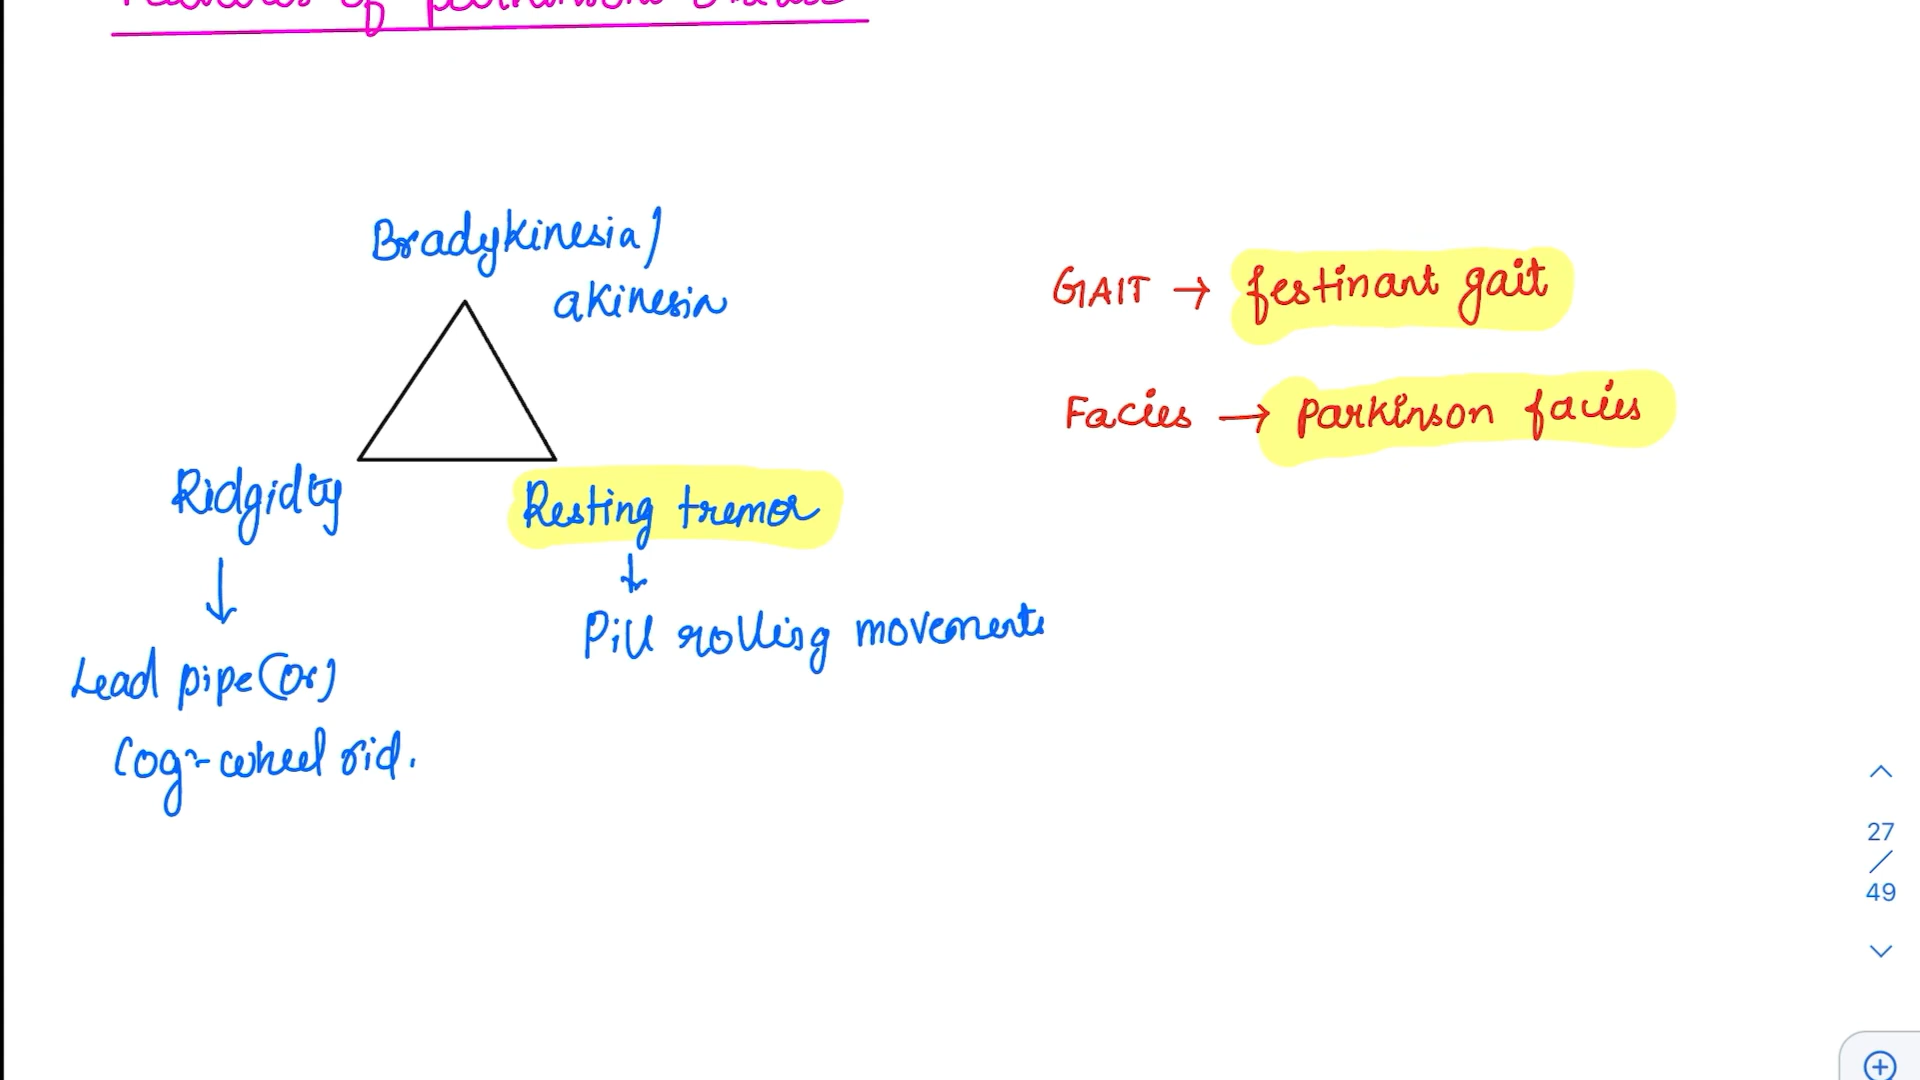 of
Bradykinesia/
akinesia
Ridgidity
Resting tremor
Lead pipe (or)
Cog-wheel rid.
Pill rolling movements
GAIT → festinant gait
Facies → parkinson facies
27
/
49